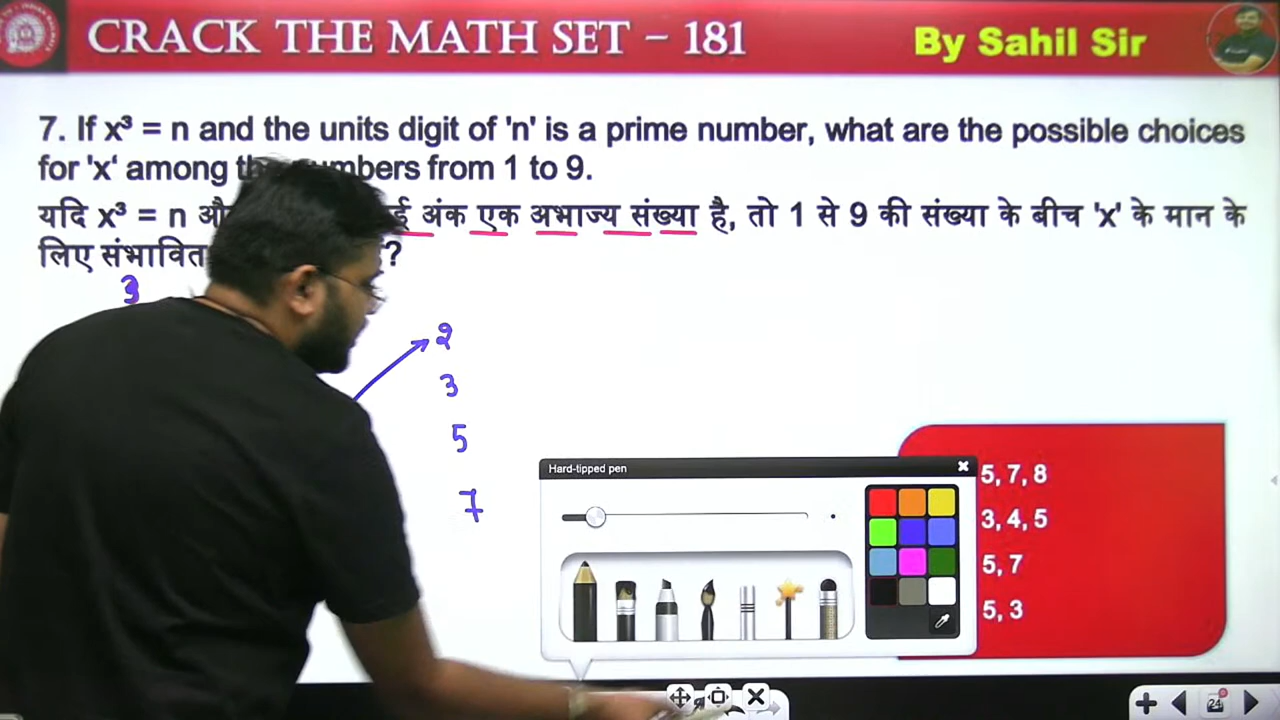 CRACK THE MATH SET – 181
By Sahil Sir
7. If x³ = n and the units digit of 'n' is a prime number, what are the possible choices
for 'x' among numbers from 1 to 9.
यदि x³ = n अंक एक अभाज्य संख्या है, तो 1 से 9 की संख्या के बीच 'x' के मान के
लिए संभावित ?
3
2
3
5
7
Hard-tipped pen
5, 7, 8
3, 4, 5
5, 7
5, 3
24